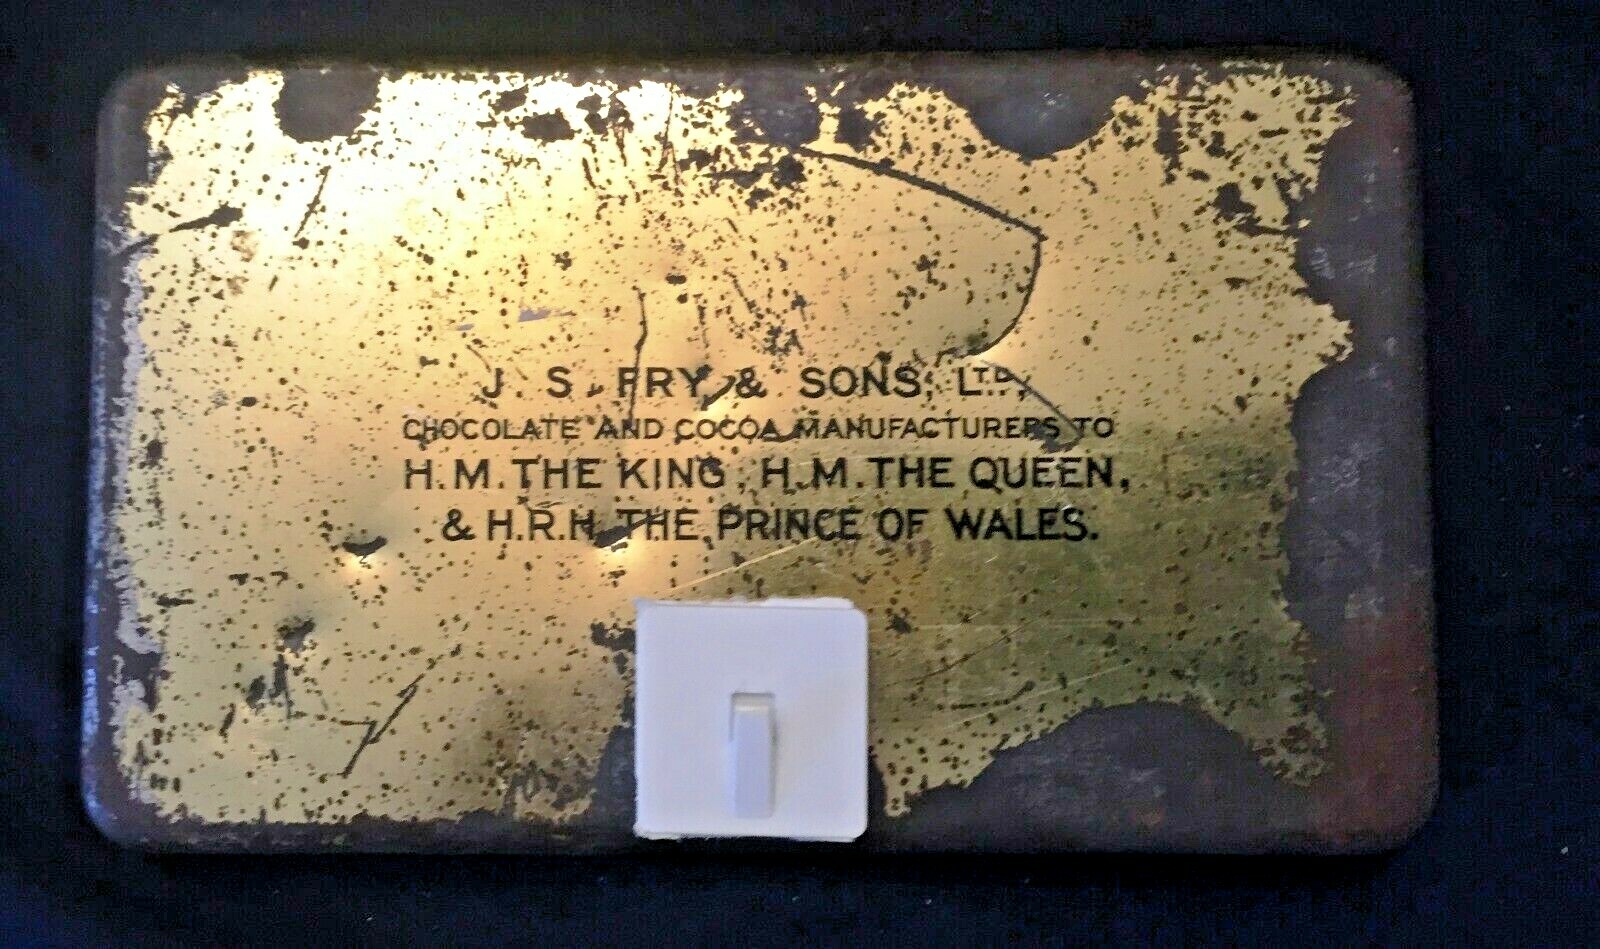 J. S. FRY & SONS, LTD,
CHOCOLATE AND COCOA MANUFACTURERS TO
H.M. THE KING, H.M. THE QUEEN,
& H.R.H. THE PRINCE OF WALES.